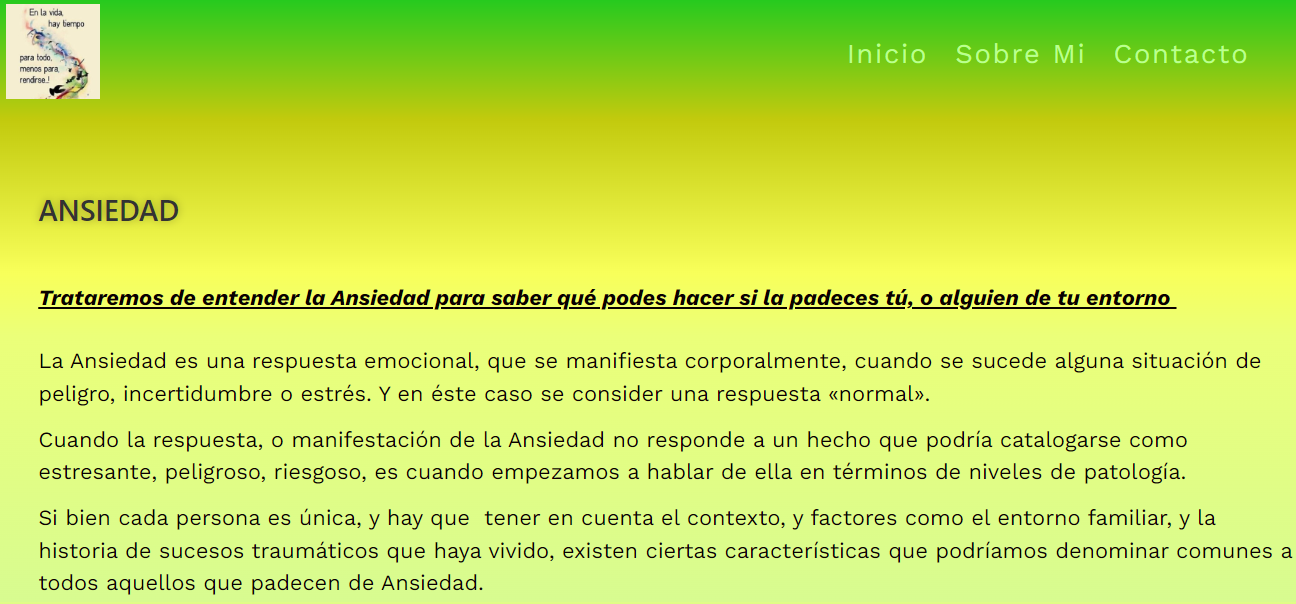 En la vida,
hay tiempo
para todo,
menos para,
rendirse.!
Inicio Sobre Mi Contacto
ANSIEDAD
Trataremos de entender la Ansiedad para saber qué podes hacer si la padeces tú, o alguien de tu entorno
La Ansiedad es una respuesta emocional, que se manifiesta corporalmente, cuando se sucede alguna situación de
peligro, incertidumbre o estrés. Y en éste caso se consider una respuesta «normal».
Cuando la respuesta, o manifestación de la Ansiedad no responde a un hecho que podría catalogarse como
estresante, peligroso, riesgoso, es cuando empezamos a hablar de ella en términos de niveles de patología.
Si bien cada persona es única, y hay que  tener en cuenta el contexto, y factores como el entorno familiar, y la
historia de sucesos traumáticos que haya vivido, existen ciertas características que podríamos denominar comunes a
todos aquellos que padecen de Ansiedad.